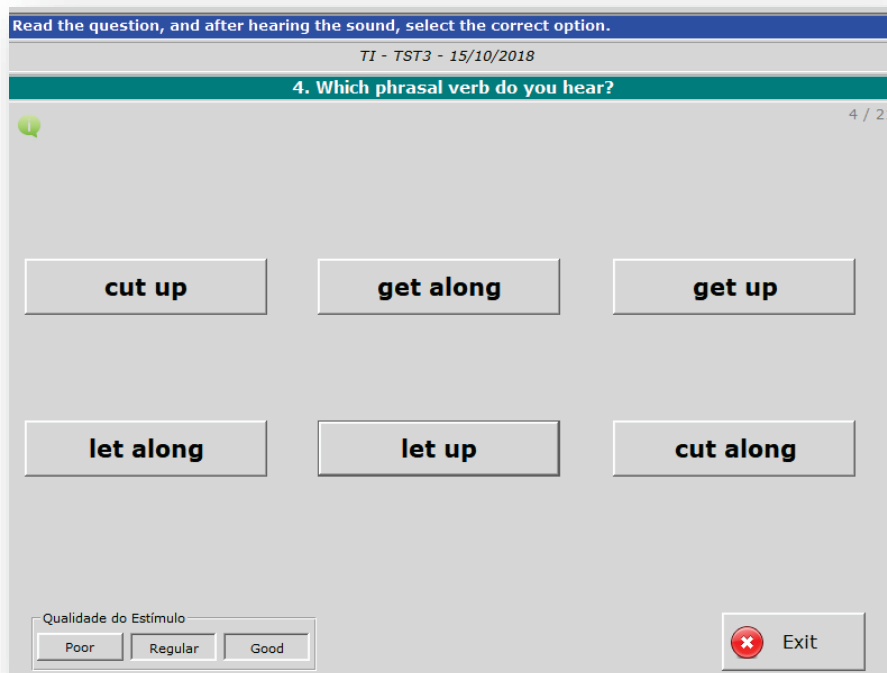 Read the question, and after hearing the sound, select the correct option.
TI - TST3 - 15/10/2018
4. Which phrasal verb do you hear?
4 / 2
cut up
get along
get up
let along
let up
cut along
Qualidade do Estímulo
Poor
Regular
Good
Exit